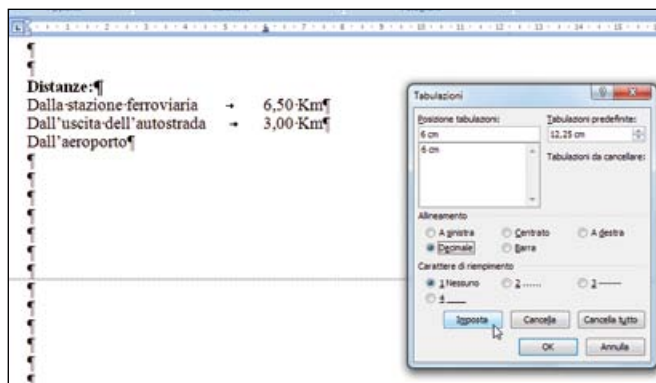 Distanze:¶
Dalla·stazione·ferroviaria → 6,50·Km¶
Dall'uscita·dell'autostrada → 3,00·Km¶
Dall'aeroporto¶
Tabulazioni
Posizione tabulazioni:
6 cm
6 cm
Tabulazioni predefinite:
12,25 cm
Tabulazioni da cancellare:
Allineamento
A sinistra Centrato A destra
Decimale Barra
Carattere di riempimento
1 Nessuno 2 ...... 3 ------
4 ___
Imposta Cancella Cancella tutto
OK Annulla